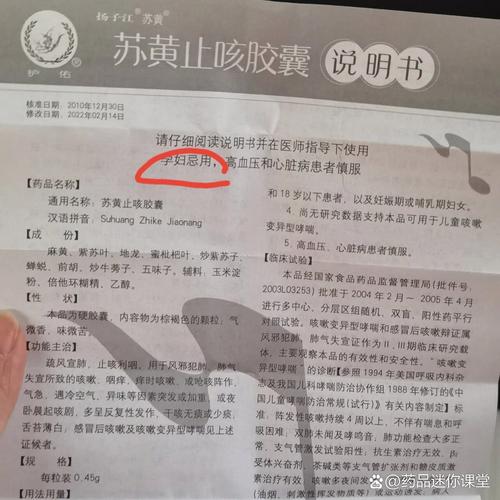 扬子江® 苏黄®
护佑®
苏黄止咳胶囊 说明书
核准日期：2010年12月30日
修改日期：2022年02月14日
请仔细阅读说明书并在医师指导下使用
孕妇忌用，高血压和心脏病患者慎服
【药品名称】
通用名称：苏黄止咳胶囊
汉语拼音：Suhuang Zhike Jiaonang
【成 份】
麻黄、紫苏叶、地龙、蜜枇杷叶、炒紫苏子、
蝉蜕、前胡、炒牛蒡子、五味子。辅料：玉米淀
粉、倍他环糊精、乙醇。
【性 状】
本品为硬胶囊，内容物为棕褐色的颗粒；气
微香，味微苦。
【功能主治】
疏风宣肺，止咳利咽。用于风邪犯肺，肺气
失宣所致的咳嗽，咽痒，痒时咳嗽，或呛咳阵作，
气急、遇冷空气、异味等因素突发或加重，或夜
卧晨起咳剧，多呈反复性发作，干咳无痰或少痰，
舌苔薄白；感冒后咳嗽及咳嗽变异型哮喘见上述
证候者。
【规 格】
每粒装0.45g
【用法用量】
和18岁以下患者，以及妊娠期或哺乳期妇女。
4. 尚无研究数据支持本品可用于儿童咳嗽
变异型哮喘。
5. 高血压、心脏病患者慎服。
【临床试验】
本品经国家食品药品监督管理局(批件号:
2003L03253)批准于2004年2月～2005年4月
进行多中心、分层区组随机、双盲、阳性药平行
对照试验。咳嗽变异型哮喘和感冒后咳嗽辩证属
风邪犯肺、肺气失宣证作为II、III期临床研究载
体，主要观察本品的有效性和安全性。“咳嗽变
异型哮喘”的诊断【参照1994年美国呼吸内科杂
志及我国儿科哮喘防治协作组1988年修订的《中
国儿童哮喘防治常规(试行)》有关内容制定】标
准，阵发性咳嗽持续4周以上，不伴有喘息和呼
吸困难；双肺未闻及哮鸣音；肺功能检查大多正
常；支气管激发试验阳性；抗生素治疗无效，β₂
受体兴奋剂、茶碱类等支气管扩张剂和糖皮质激
素治疗有效。咳嗽多夜间发
(油烟、刺激性
头条 @药品迷你课堂